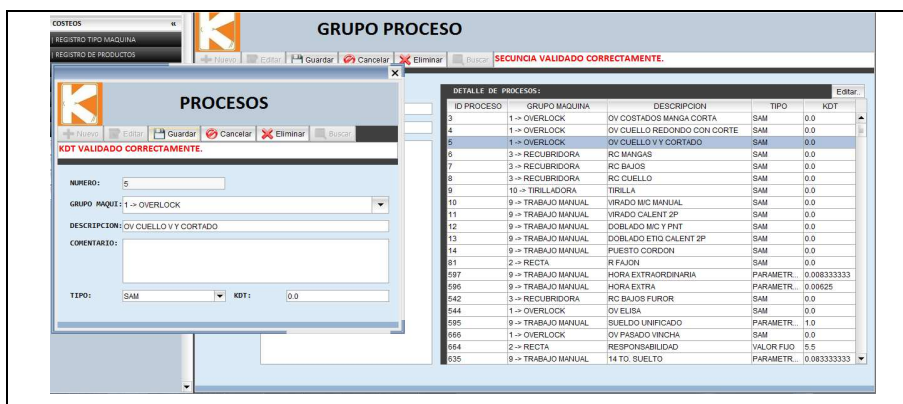 COSTEOS «
REGISTRO TIPO MAQUINA
REGISTRO DE PRODUCTOS
GRUPO PROCESO
Nuevo Editar Guardar Cancelar Eliminar Buscar SECUNCIA VALIDADO CORRECTAMENTE.
PROCESOS
Nuevo Editar Guardar Cancelar Eliminar Buscar
KDT VALIDADO CORRECTAMENTE.
NUMERO: 5
GRUPO MAQUI: 1 -> OVERLOCK
DESCRIPCION: OV CUELLO V Y CORTADO
COMENTARIO:
TIPO: SAM KDT: 0.0
DETALLE DE PROCESOS: Editar..
ID PROCESO GRUPO MAQUINA DESCRIPCION TIPO KDT
3 1 -> OVERLOCK OV COSTADOS MANGA CORTA SAM 0.0
4 1 -> OVERLOCK OV CUELLO REDONDO CON CORTE SAM 0.0
5 1 -> OVERLOCK OV CUELLO V Y CORTADO SAM 0.0
6 3 -> RECUBRIDORA RC MANGAS SAM 0.0
7 3 -> RECUBRIDORA RC BAJOS SAM 0.0
8 3 -> RECUBRIDORA RC CUELLO SAM 0.0
9 10 -> TIRILLADORA TIRILLA SAM 0.0
10 9 -> TRABAJO MANUAL VIRADO M/C MANUAL SAM 0.0
11 9 -> TRABAJO MANUAL VIRADO CALENT 2P SAM 0.0
12 9 -> TRABAJO MANUAL DOBLADO M/C Y PNT SAM 0.0
13 9 -> TRABAJO MANUAL DOBLADO ETIQ CALENT 2P SAM 0.0
14 9 -> TRABAJO MANUAL PUESTO CORDON SAM 0.0
81 2 -> RECTA R FAJON SAM 0.0
597 9 -> TRABAJO MANUAL HORA EXTRAORDINARIA PARAMETR... 0.008333333
596 9 -> TRABAJO MANUAL HORA EXTRA PARAMETR... 0.00625
542 3 -> RECUBRIDORA RC BAJOS FUROR SAM 0.0
544 1 -> OVERLOCK OV ELISA SAM 0.0
595 9 -> TRABAJO MANUAL SUELDO UNIFICADO PARAMETR... 1.0
666 1 -> OVERLOCK OV PASADO VINCHA SAM 0.0
664 2 -> RECTA RESPONSABILIDAD VALOR FIJO 5.5
635 9 -> TRABAJO MANUAL 14 TO. SUELTO PARAMETR... 0.083333333